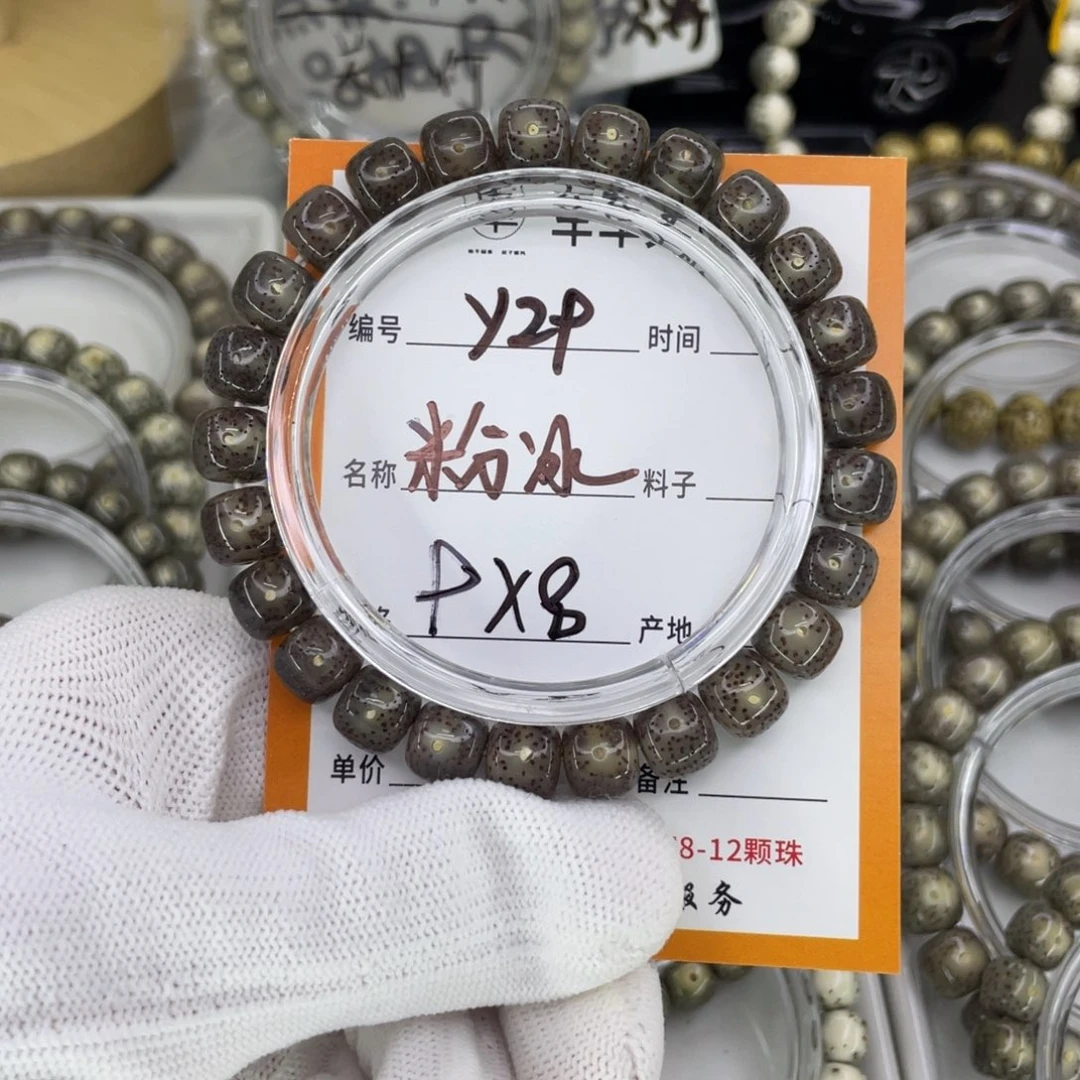 编号 Y29 时间
名称 粉冰 料子
PX8 产地
单价 备注
8-12颗珠
服务